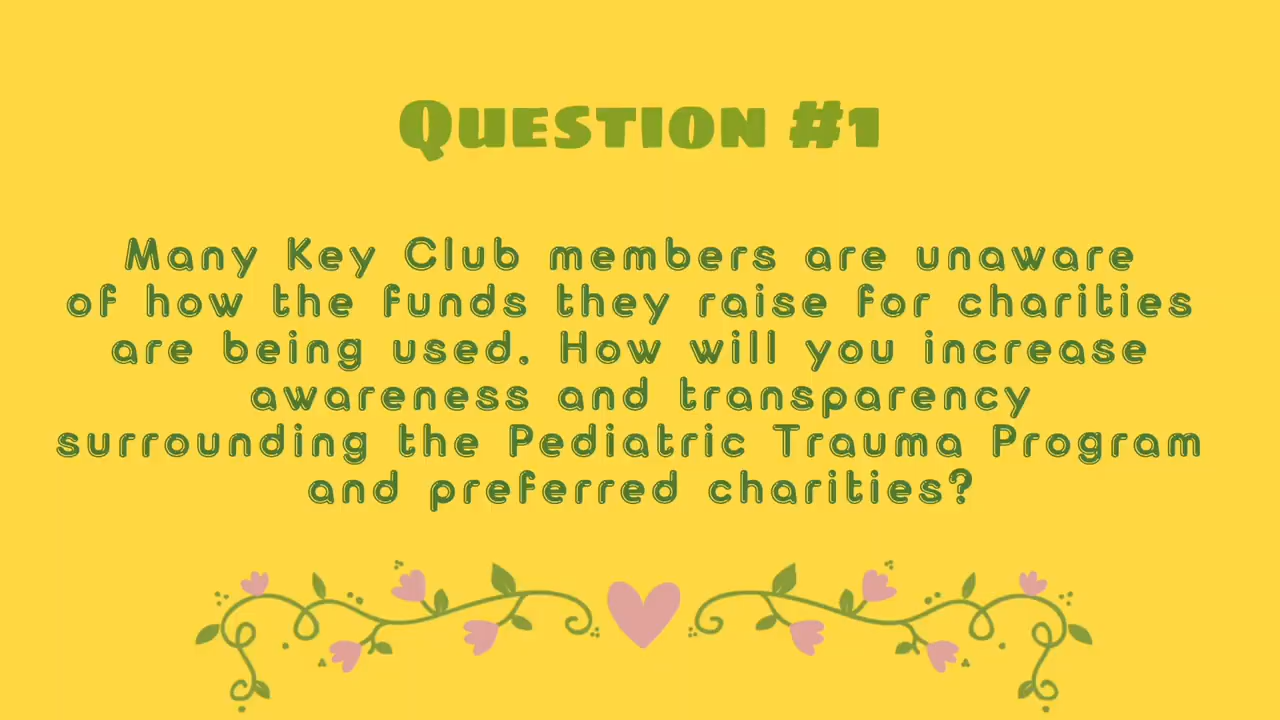 Question #1
Many Key Club members are unaware
of how the funds they raise for charities
are being used. How will you increase
awareness and transparency
surrounding the Pediatric Trauma Program
and preferred charities?